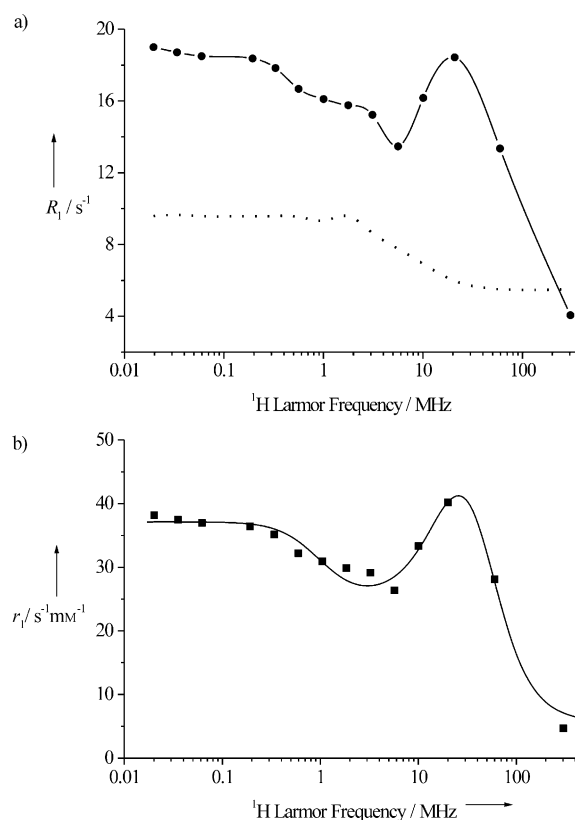 a)
20
16
12
8
4
R₁ / s⁻¹
0.01 0.1 1 10 100
¹H Larmor Frequency / MHz
b)
50
40
30
20
10
0
r₁/ s⁻¹mM⁻¹
0.01 0.1 1 10 100
¹H Larmor Frequency / MHz